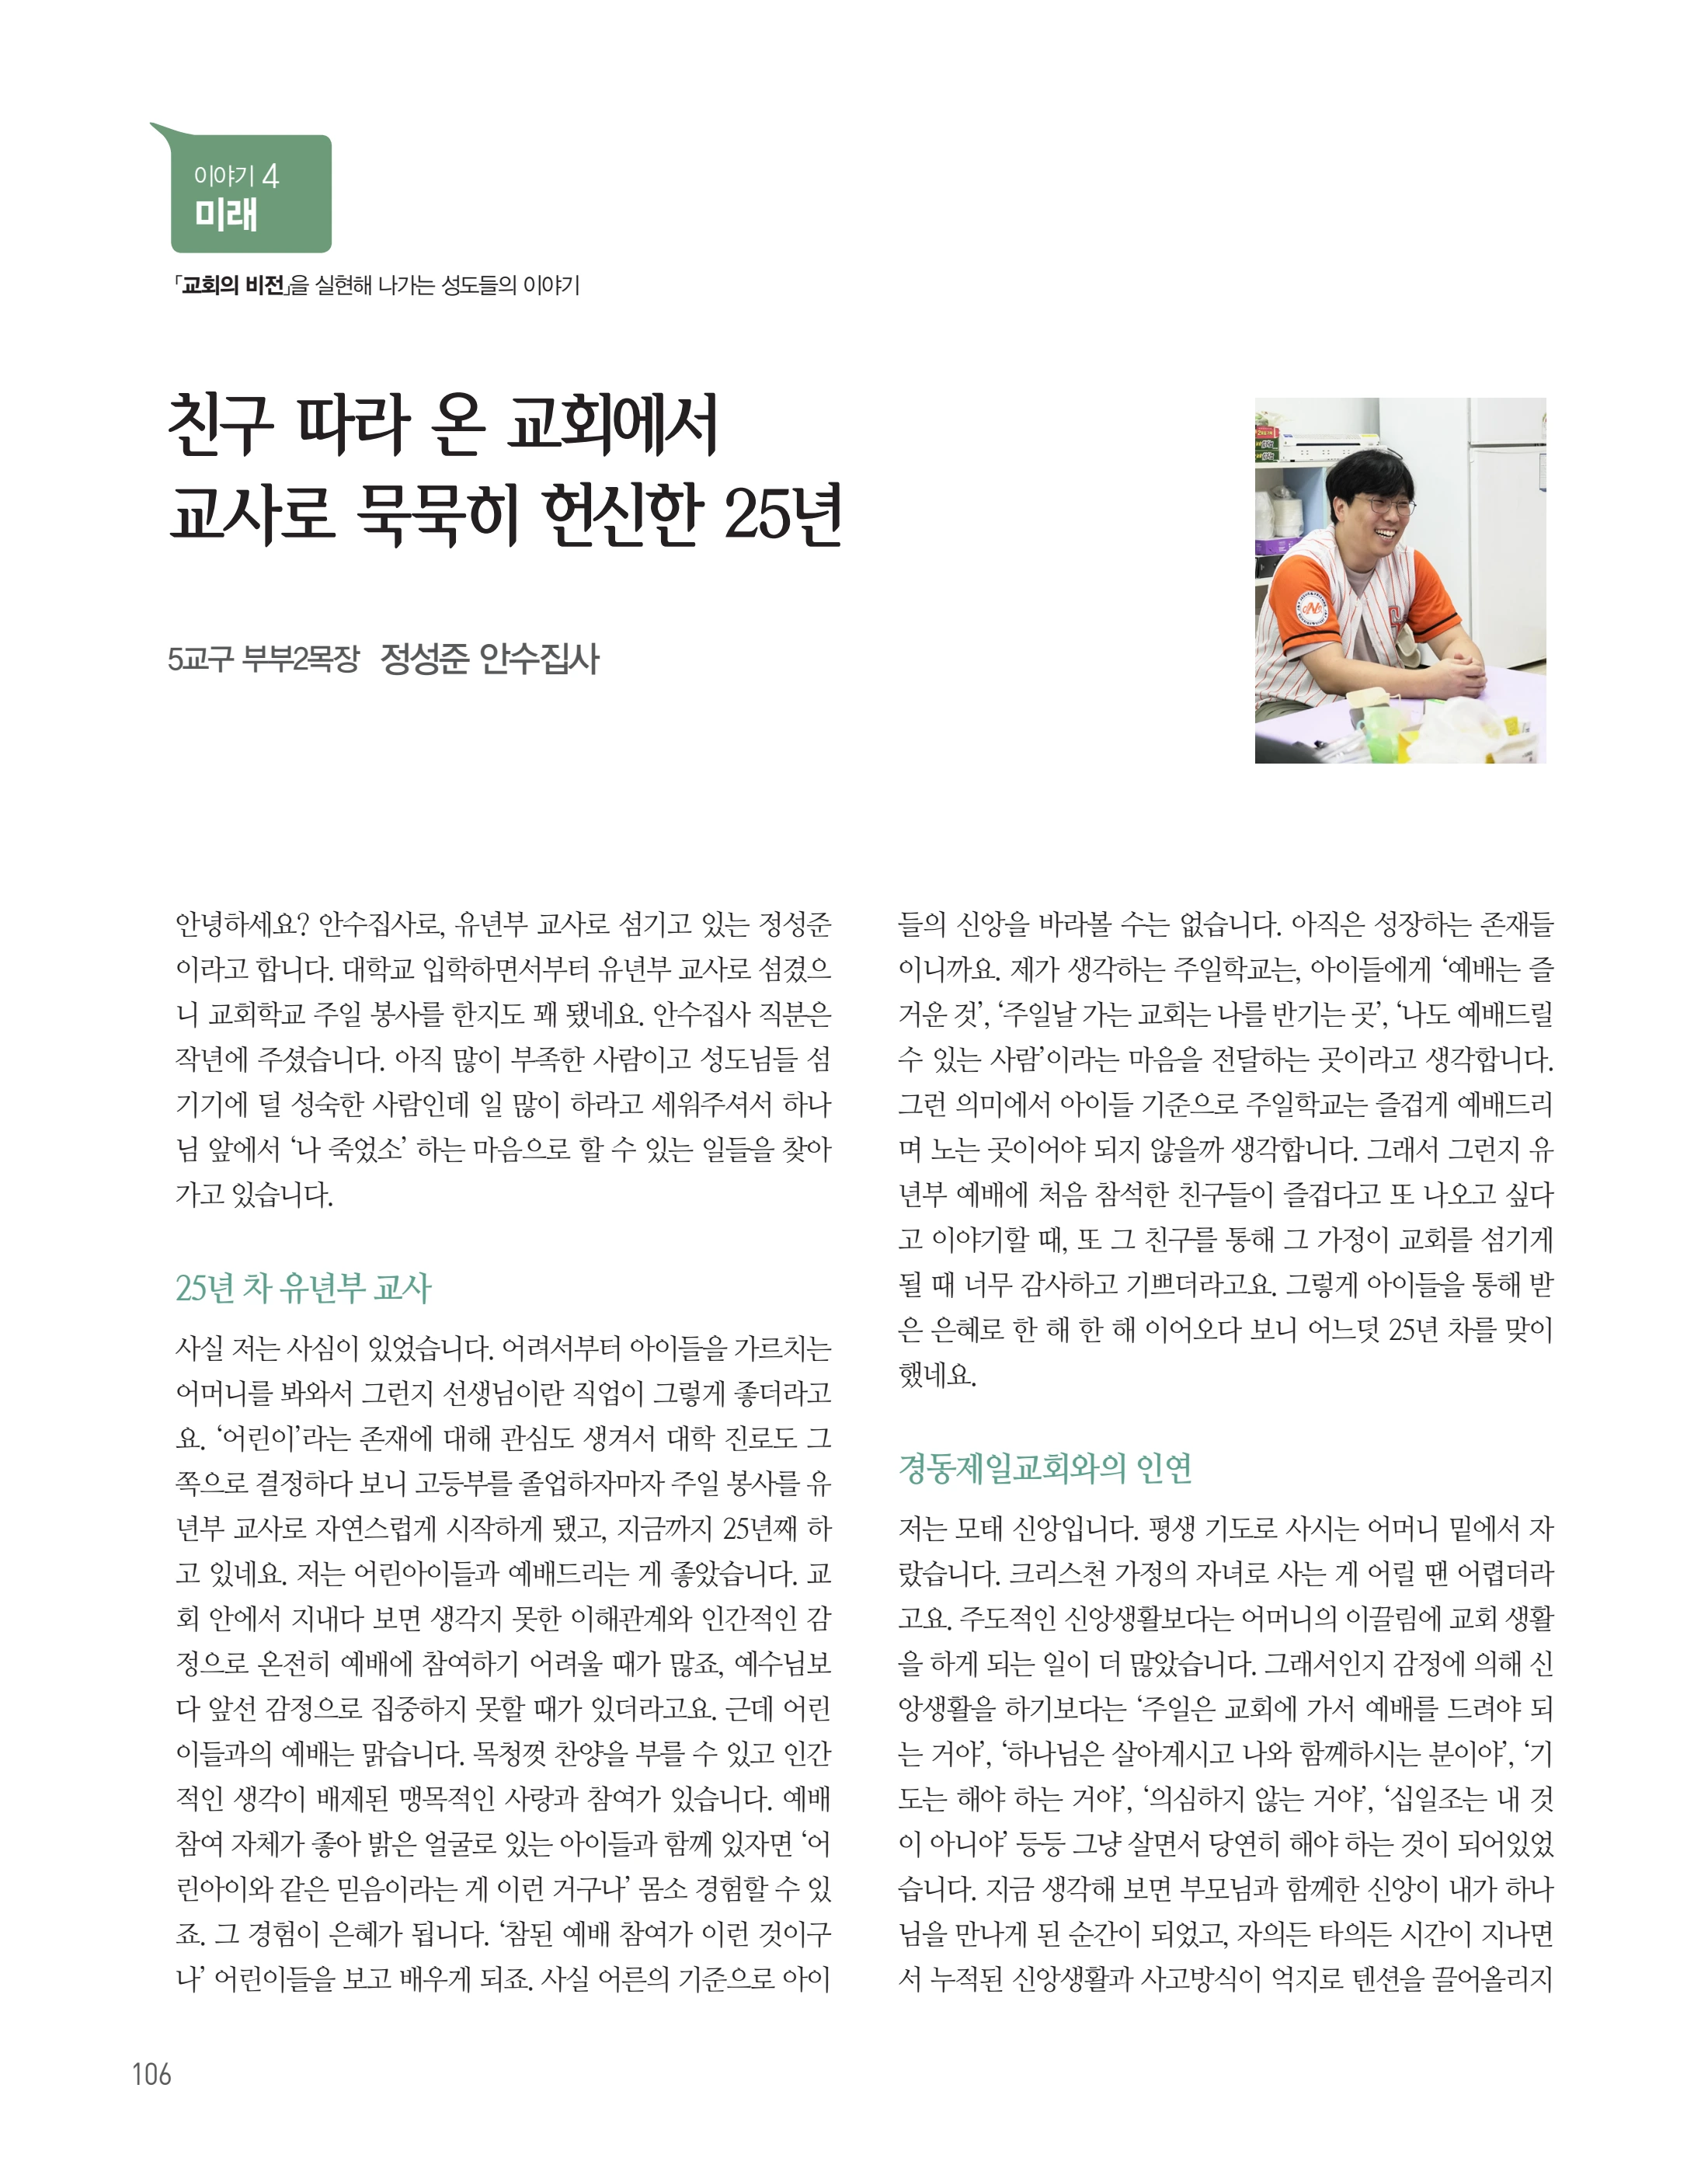 이야기 4
미래
「교회의 비전」을 실현해 나가는 성도들의 이야기
친구 따라 온 교회에서
교사로 묵묵히 헌신한 25년
5교구 부부2목장 정성준 안수집사
안녕하세요? 안수집사로, 유년부 교사로 섬기고 있는 정성준
이라고 합니다. 대학교 입학하면서부터 유년부 교사로 섬겼으
니 교회학교 주일 봉사를 한지도 꽤 됐네요. 안수집사 직분은
작년에 주셨습니다. 아직 많이 부족한 사람이고 성도님들 섬
기기에 덜 성숙한 사람인데 일 많이 하라고 세워주셔서 하나
님 앞에서 ‘나 죽었소’ 하는 마음으로 할 수 있는 일들을 찾아
가고 있습니다.
25년 차 유년부 교사
사실 저는 사심이 있었습니다. 어려서부터 아이들을 가르치는
어머니를 봐와서 그런지 선생님이란 직업이 그렇게 좋더라고
요. ‘어린이’라는 존재에 대해 관심도 생겨서 대학 진로도 그
쪽으로 결정하다 보니 고등부를 졸업하자마자 주일 봉사를 유
년부 교사로 자연스럽게 시작하게 됐고, 지금까지 25년째 하
고 있네요. 저는 어린아이들과 예배드리는 게 좋았습니다. 교
회 안에서 지내다 보면 생각지 못한 이해관계와 인간적인 감
정으로 온전히 예배에 참여하기 어려울 때가 많죠, 예수님보
다 앞선 감정으로 집중하지 못할 때가 있더라고요. 근데 어린
이들과의 예배는 맑습니다. 목청껏 찬양을 부를 수 있고 인간
적인 생각이 배제된 맹목적인 사랑과 참여가 있습니다. 예배
참여 자체가 좋아 밝은 얼굴로 있는 아이들과 함께 있자면 ‘어
린아이와 같은 믿음이라는 게 이런 거구나’ 몸소 경험할 수 있
죠. 그 경험이 은혜가 됩니다. ‘참된 예배 참여가 이런 것이구
나’ 어린이들을 보고 배우게 되죠. 사실 어른의 기준으로 아이
들의 신앙을 바라볼 수는 없습니다. 아직은 성장하는 존재들
이니까요. 제가 생각하는 주일학교는, 아이들에게 ‘예배는 즐
거운 것’, ‘주일날 가는 교회는 나를 반기는 곳’, ‘나도 예배드릴
수 있는 사람’이라는 마음을 전달하는 곳이라고 생각합니다.
그런 의미에서 아이들 기준으로 주일학교는 즐겁게 예배드리
며 노는 곳이어야 되지 않을까 생각합니다. 그래서 그런지 유
년부 예배에 처음 참석한 친구들이 즐겁다고 또 나오고 싶다
고 이야기할 때, 또 그 친구를 통해 그 가정이 교회를 섬기게
될 때 너무 감사하고 기쁘더라고요. 그렇게 아이들을 통해 받
은 은혜로 한 해 한 해 이어오다 보니 어느덧 25년 차를 맞이
했네요.
경동제일교회와의 인연
저는 모태 신앙입니다. 평생 기도로 사시는 어머니 밑에서 자
랐습니다. 크리스천 가정의 자녀로 사는 게 어릴 땐 어렵더라
고요. 주도적인 신앙생활보다는 어머니의 이끌림에 교회 생활
을 하게 되는 일이 더 많았습니다. 그래서인지 감정에 의해 신
앙생활을 하기보다는 ‘주일은 교회에 가서 예배를 드려야 되
는 거야’, ‘하나님은 살아계시고 나와 함께하시는 분이야’, ‘기
도는 해야 하는 거야’, ‘의심하지 않는 거야’, ‘십일조는 내 것
이 아니야’ 등등 그냥 살면서 당연히 해야 하는 것이 되어있었
습니다. 지금 생각해 보면 부모님과 함께한 신앙이 내가 하나
님을 만나게 된 순간이 되었고, 자의든 타의든 시간이 지나면
서 누적된 신앙생활과 사고방식이 억지로 텐션을 끌어올리지
106